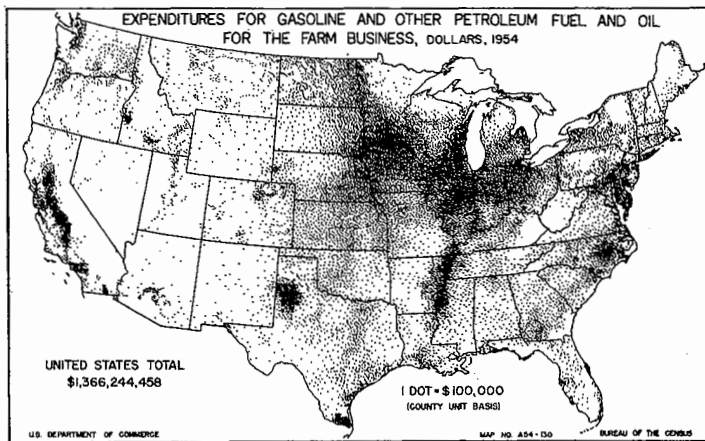 EXPENDITURES FOR GASOLINE AND OTHER PETROLEUM FUEL AND OIL
FOR THE FARM BUSINESS, DOLLARS, 1954
UNITED STATES TOTAL
$1,366,244,458
1 DOT = $100,000
(COUNTY UNIT BASIS)
U.S. DEPARTMENT OF COMMERCE
MAP NO. A54-130
BUREAU OF THE CENSUS